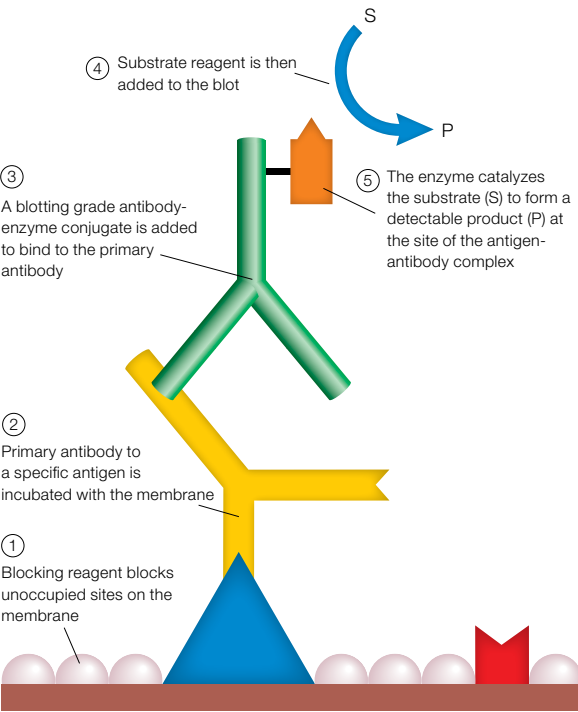 S
④ Substrate reagent is then
added to the blot
P
③
A blotting grade antibody-
enzyme conjugate is added
to bind to the primary
antibody
⑤ The enzyme catalyzes
the substrate (S) to form a
detectable product (P) at
the site of the antigen-
antibody complex
②
Primary antibody to
a specific antigen is
incubated with the membrane
①
Blocking reagent blocks
unoccupied sites on the
membrane